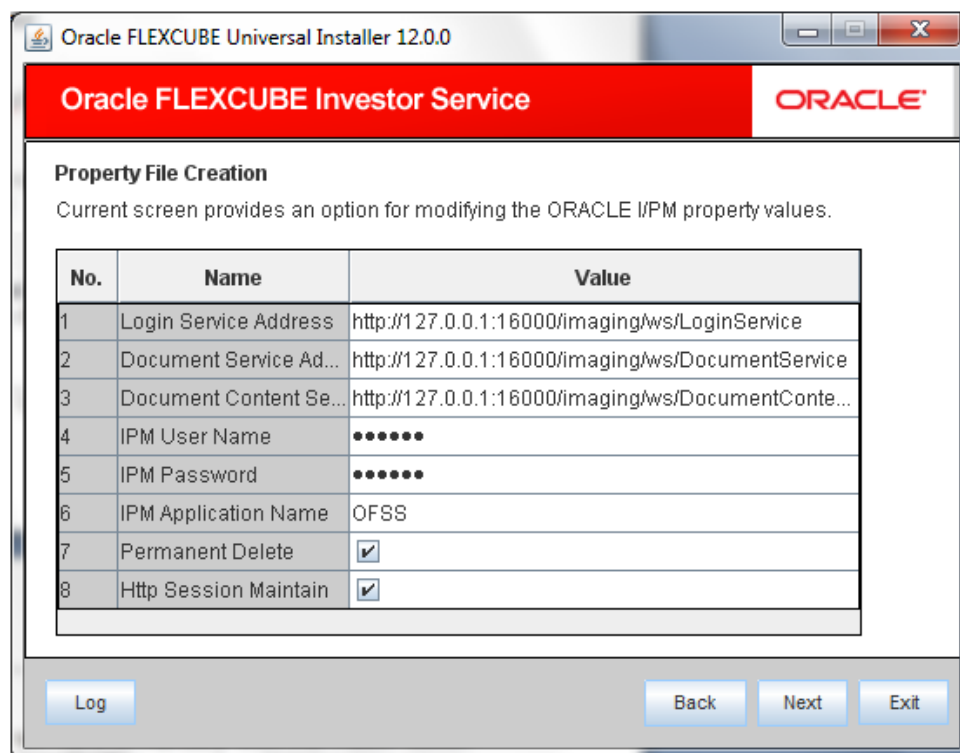 Oracle FLEXCUBE Universal Installer 12.0.0
Oracle FLEXCUBE Investor Service
ORACLE
Property File Creation
Current screen provides an option for modifying the ORACLE I/PM property values.
No. Name Value
1 Login Service Address http://127.0.0.1:16000/imaging/ws/LoginService
2 Document Service Ad... http://127.0.0.1:16000/imaging/ws/DocumentService
3 Document Content Se... http://127.0.0.1:16000/imaging/ws/DocumentConte...
4 IPM User Name ••••••
5 IPM Password ••••••
6 IPM Application Name OFSS
7 Permanent Delete
8 Http Session Maintain
Log Back Next Exit